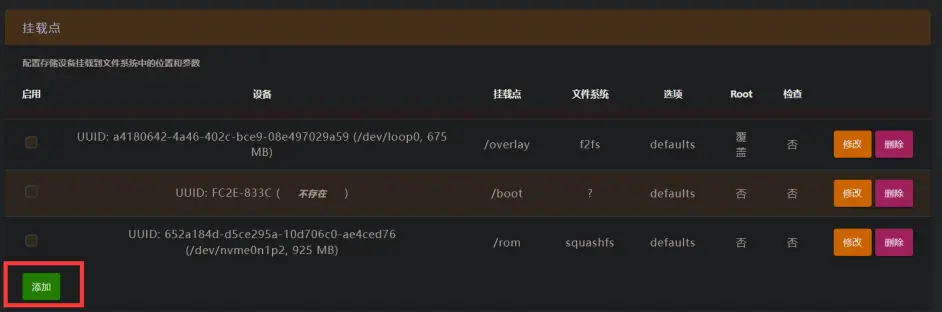 挂载点
配置存储设备挂载到文件系统中的位置和参数
启用 设备 挂载点 文件系统 选项 Root 检查
UUID: a4180642-4a46-402c-bce9-08e497029a59 (/dev/loop0, 675
MB) /overlay f2fs defaults 覆
盖 否 修改 删除
UUID: FC2E-833C ( 不存在 ) /boot ? defaults 否 否 修改 删除
UUID: 652a184d-d5ce295a-10d706c0-ae4ced76
(/dev/nvme0n1p2, 925 MB) /rom squashfs defaults 否 否 修改 删除
添加